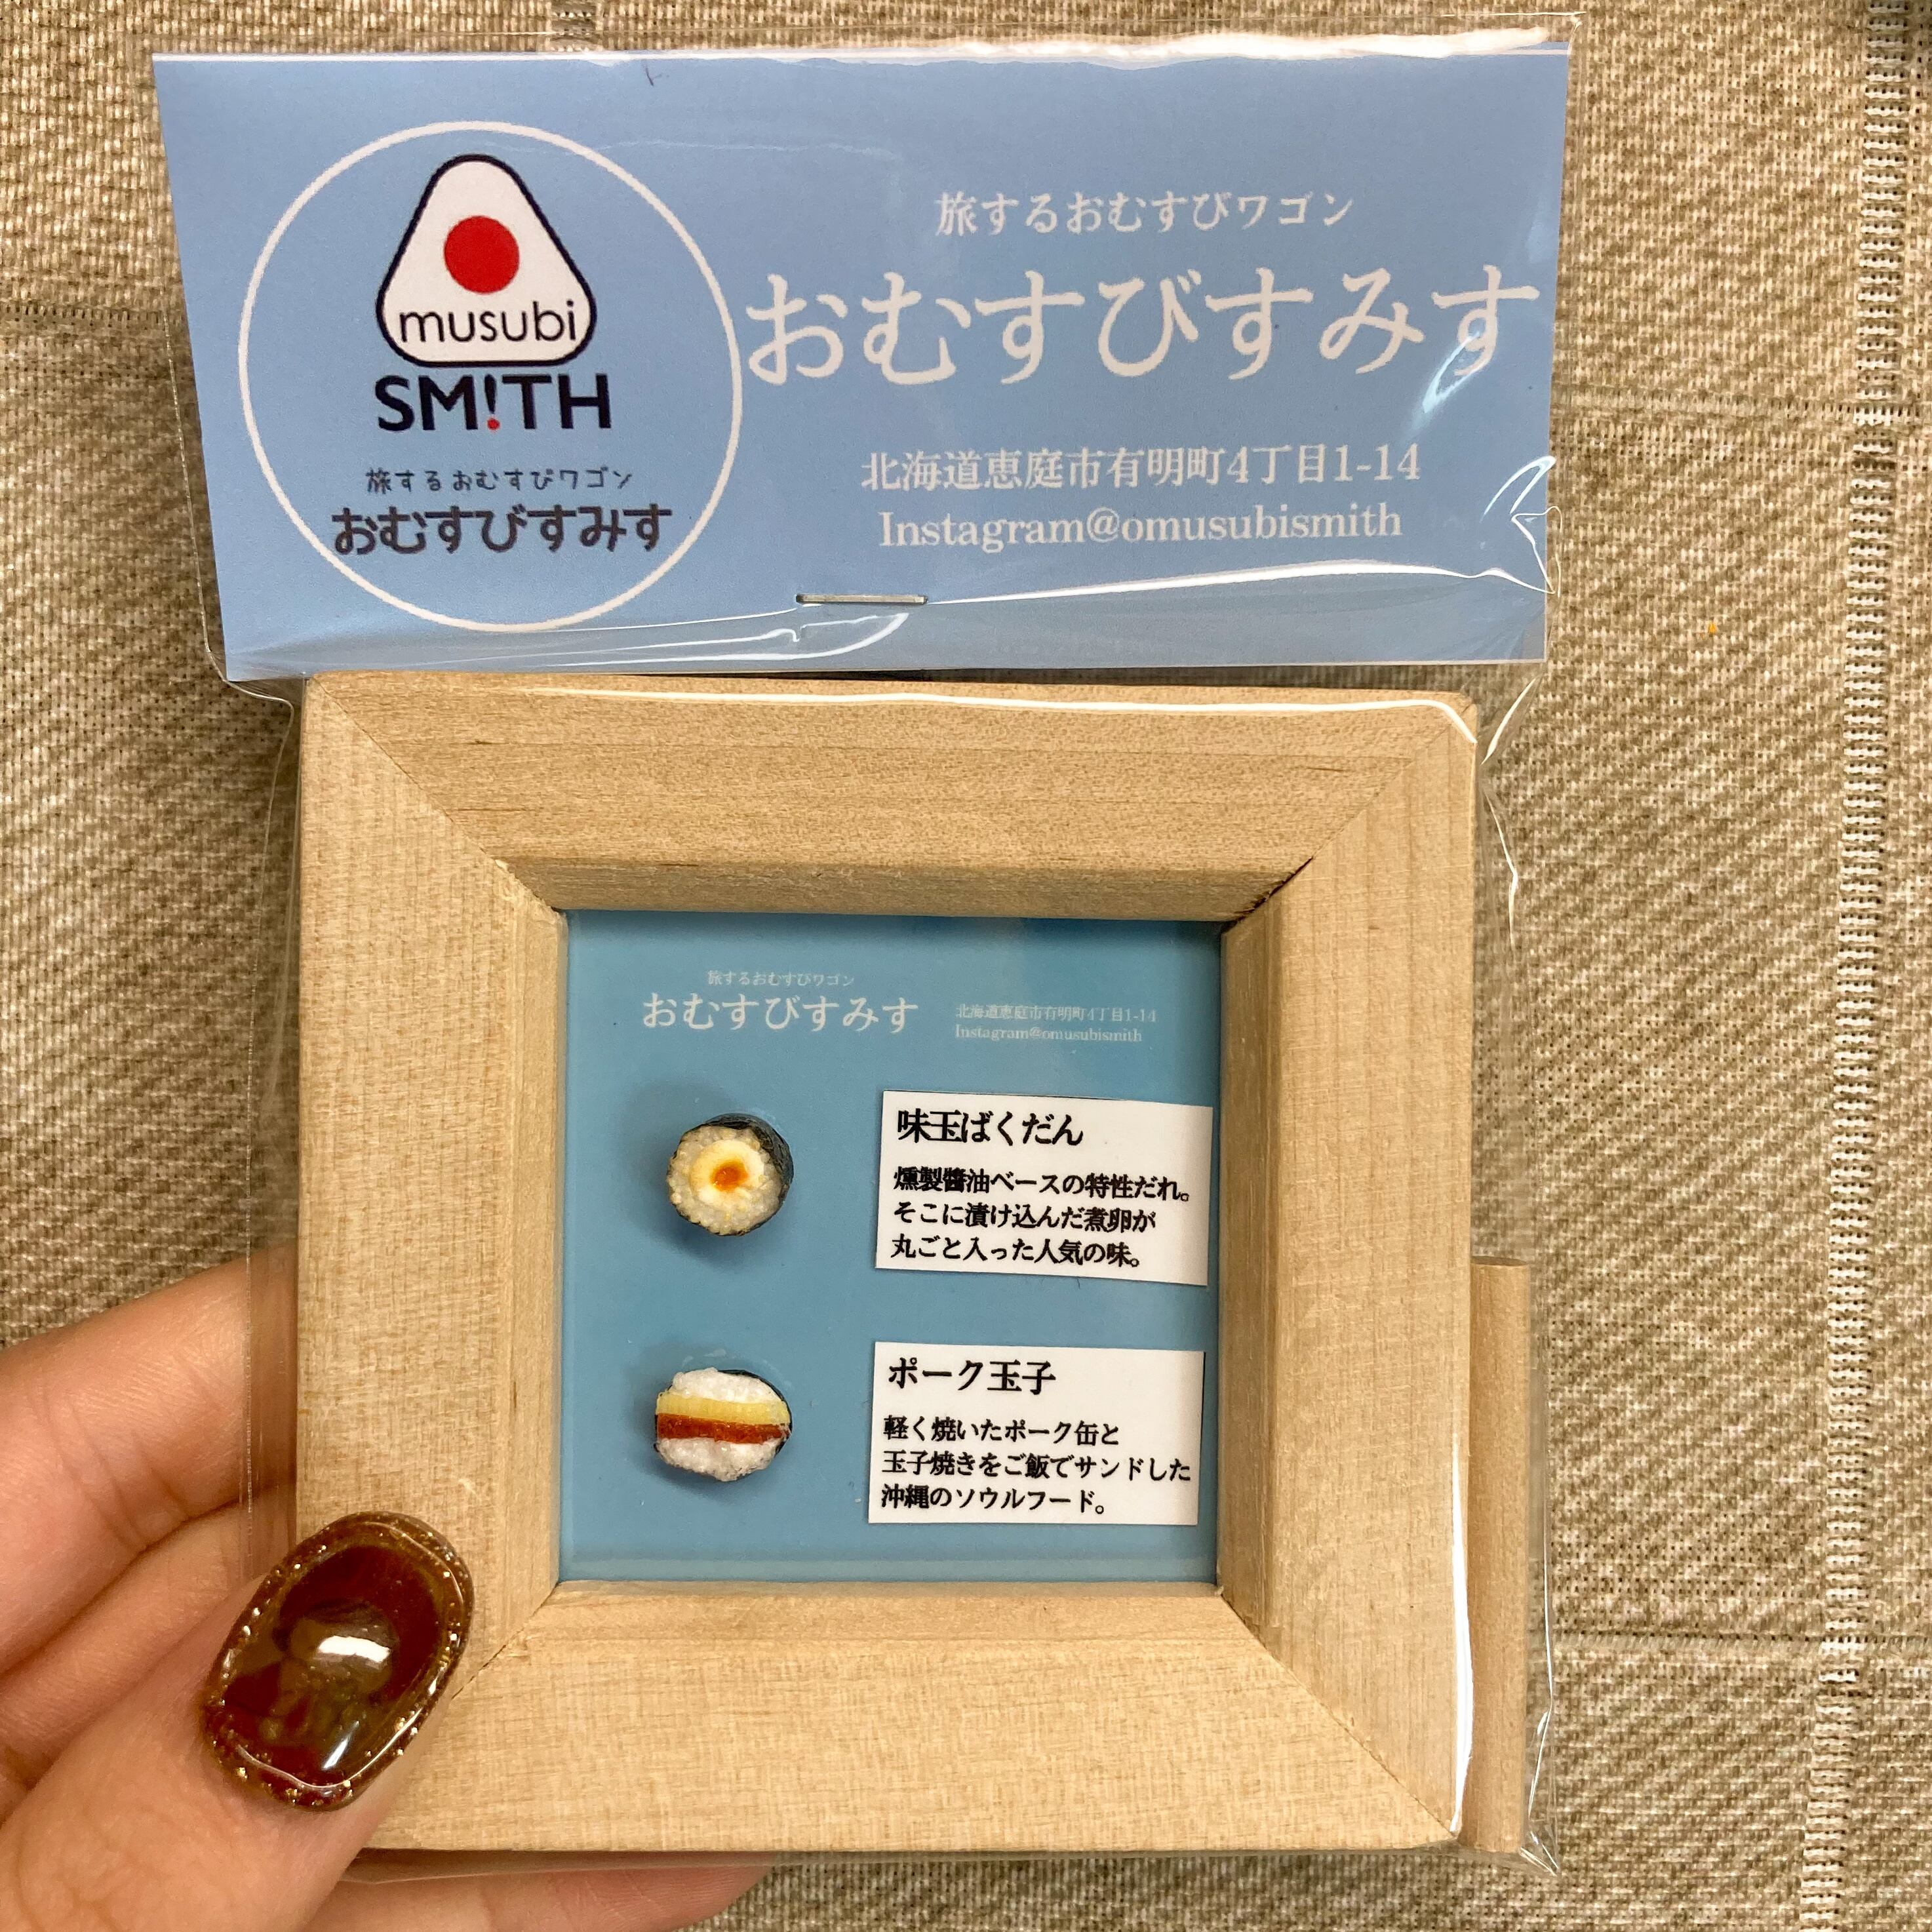 musubi
SM!TH
旅するおむすびワゴン
おむすびすみす
旅するおむすびワゴン
おむすびすみす
北海道恵庭市有明町4丁目1-14
Instagram@omusubismith
旅するおむすびワゴン
おむすびすみす
北海道恵庭市有明町4丁目1-14
Instagram@omusubismith
味玉ばくだん
燻製醬油ベースの特性だれ。
そこに漬け込んだ煮卵が
丸ごと入った人気の味。
ポーク玉子
軽く焼いたポーク缶と
玉子焼きをご飯でサンドした
沖縄のソウルフード。